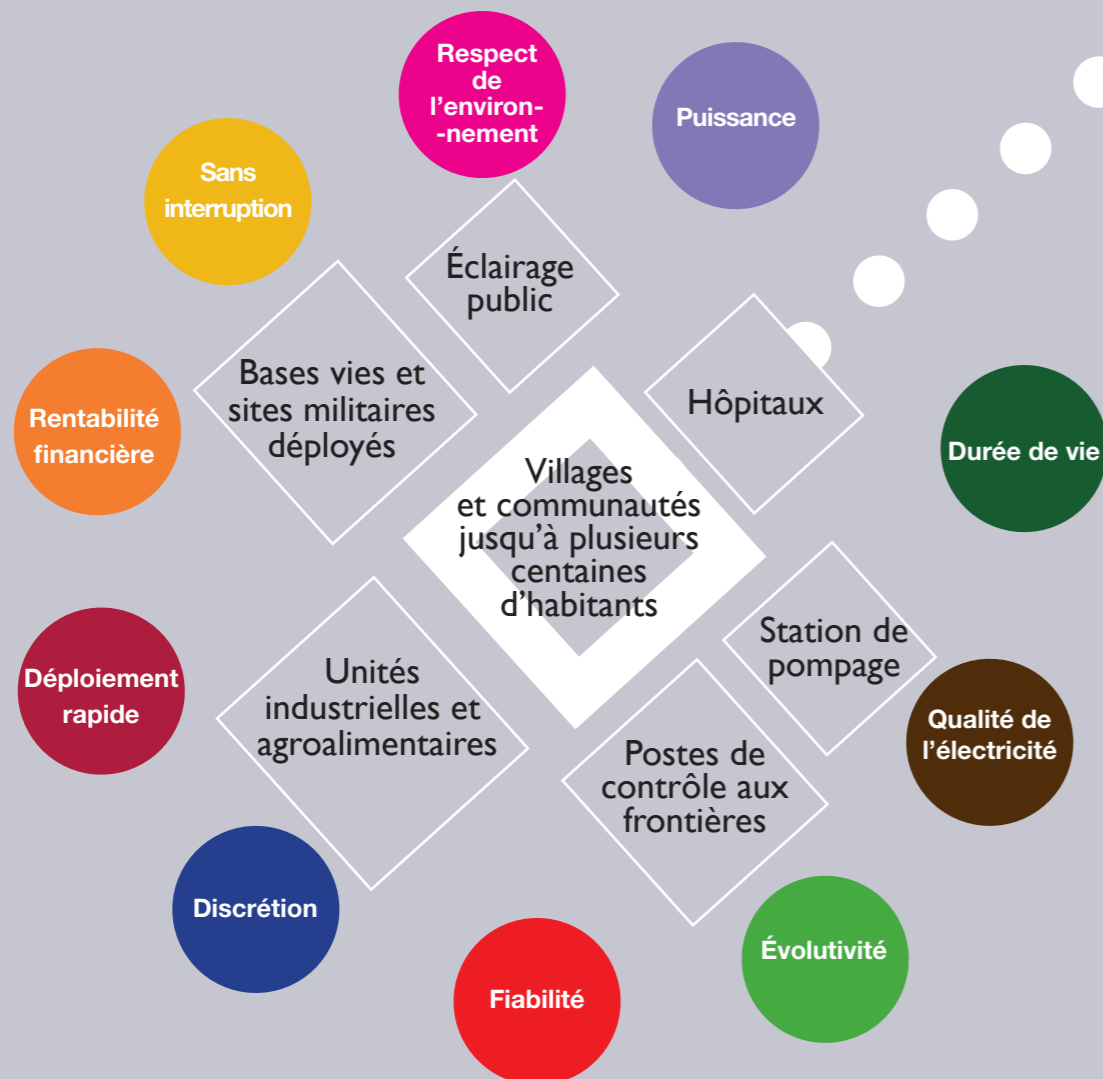 Respect
de
l’environ-
-nement
Puissance
Sans
interruption
Éclairage
public
Bases vies et
sites militaires
déployés
Hôpitaux
Rentabilité
financière
Durée de vie
Villages
et communautés
jusqu’à plusieurs
centaines
d’habitants
Station de
pompage
Déploiement
rapide
Unités
industrielles et
agroalimentaires
Qualité de
l’électricité
Postes de
contrôle aux
frontières
Discrétion
Évolutivité
Fiabilité